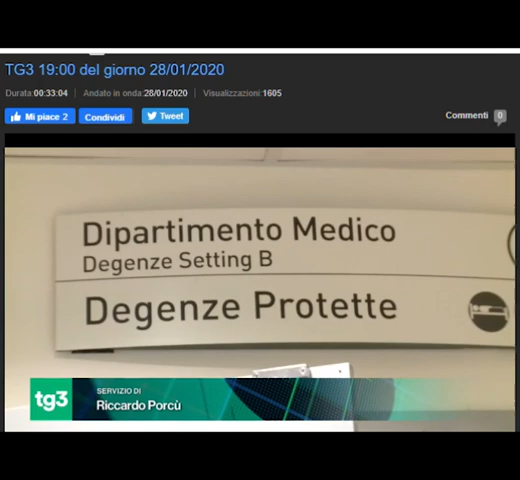 TG3 19:00 del giorno 28/01/2020
Durata:00:33:04 | Andato in onda:28/01/2020 | Visualizzazioni:1605
Mi piace 2 Condividi Tweet Commenti 0
Dipartimento Medico
Degenze Setting B
Degenze Protette
tg3
SERVIZIO DI
Riccardo Porcù